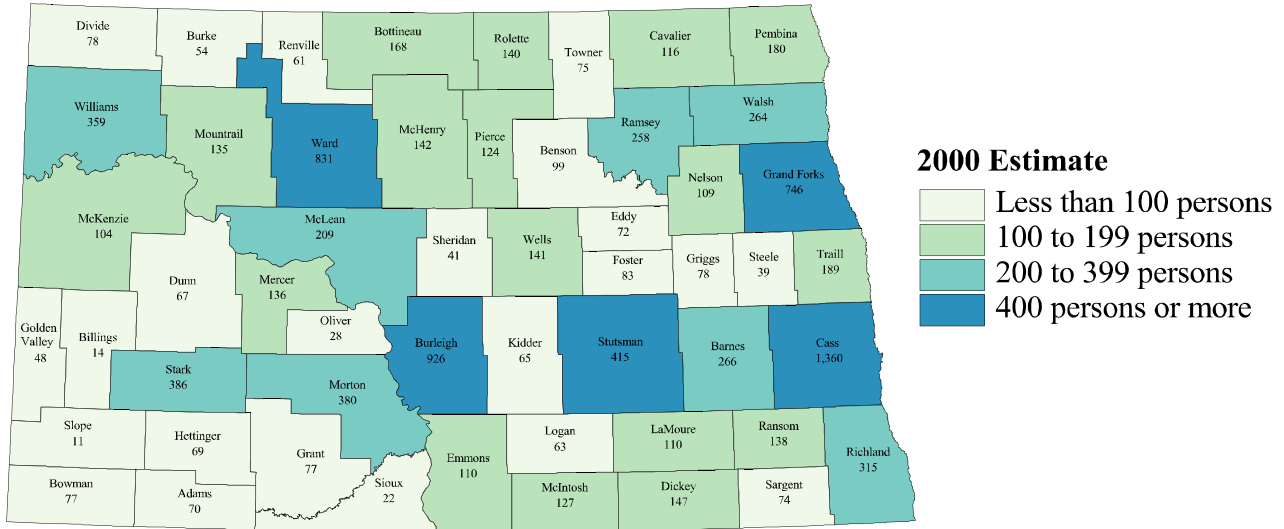 Divide
78
Burke
54
Renville
61
Bottineau
168
Rolette
140
Towner
75
Cavalier
116
Pembina
180
Williams
359
Mountrail
135
Ward
831
McHenry
142
Pierce
124
Benson
99
Ramsey
258
Walsh
264
Nelson
109
Grand Forks
746
McKenzie
104
Dunn
67
McLean
209
Mercer
136
Oliver
28
Sheridan
41
Wells
141
Eddy
72
Foster
83
Griggs
78
Steele
39
Traill
189
Golden
Valley
48
Billings
14
Stark
386
Morton
380
Burleigh
926
Kidder
65
Stutsman
415
Barnes
266
Cass
1,360
Slope
11
Hettinger
69
Grant
77
Bowman
77
Adams
70
Sioux
22
Emmons
110
Logan
63
McIntosh
127
LaMoure
110
Dickey
147
Ransom
138
Sargent
74
Richland
315
2000 Estimate
Less than 100 persons
100 to 199 persons
200 to 399 persons
400 persons or more